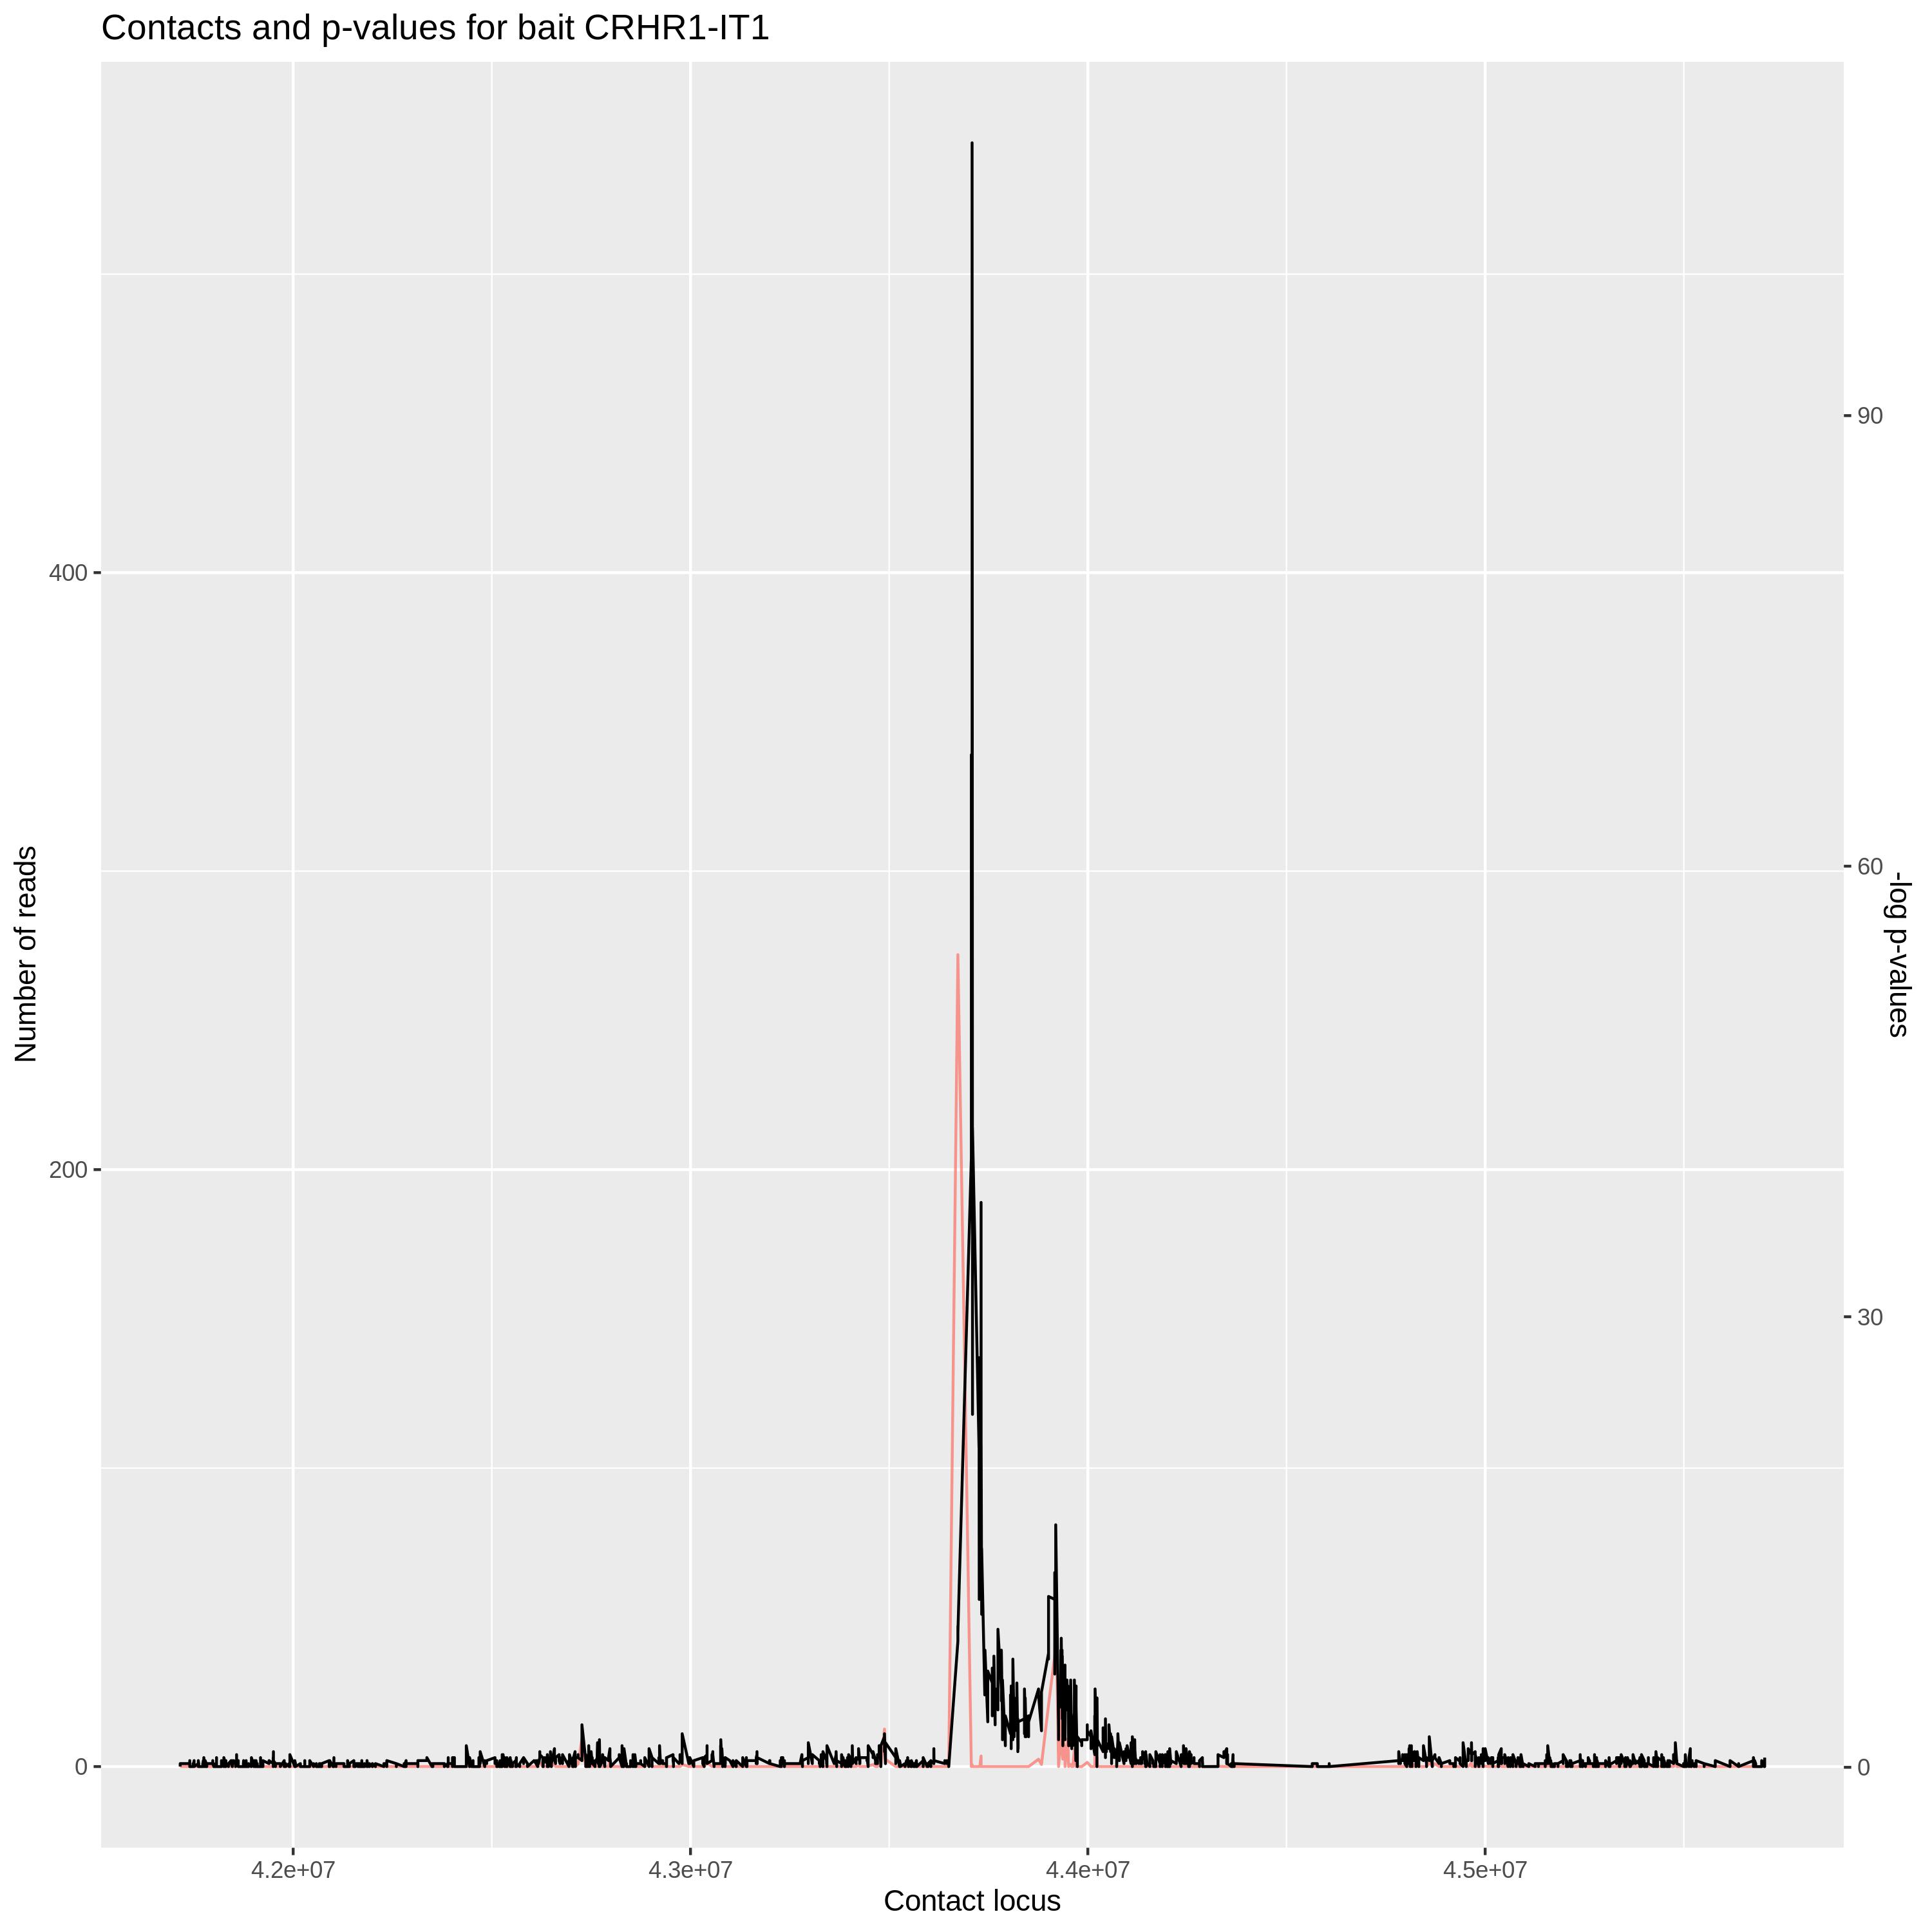 Contacts and p-values for bait CRHR1-IT1
400
200
0
Number of reads
90
60
30
0
-log p-values
4.2e+07 4.3e+07 4.4e+07 4.5e+07
Contact locus